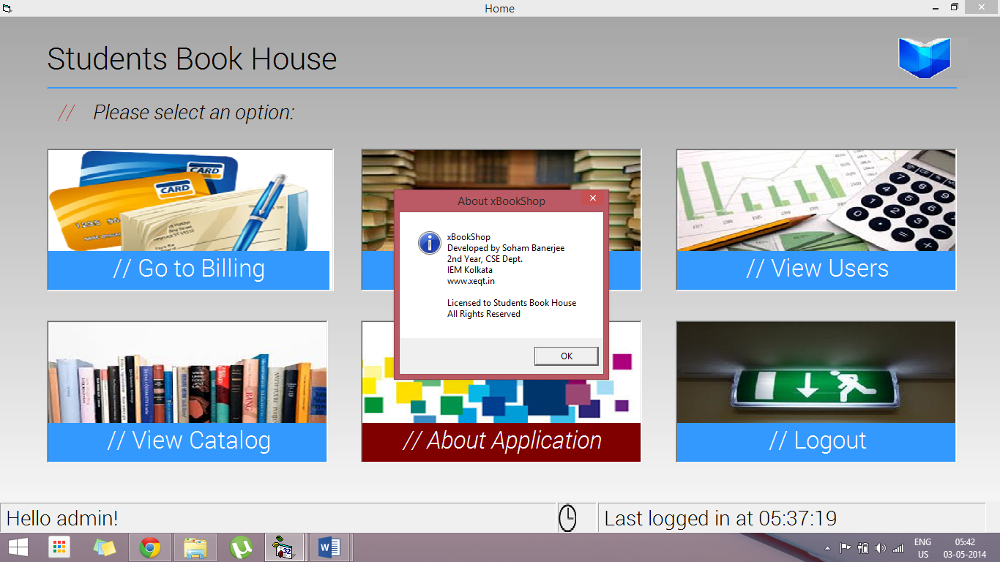 Home
Students Book House
// Please select an option:
CARD
CARD
// Go to Billing
// View Users
About xBookShop
xBookShop
Developed by Soham Banerjee
2nd Year, CSE Dept.
IEM Kolkata
www.xeqt.in
Licensed to Students Book House
All Rights Reserved
OK
// View Catalog
// About Application
// Logout
Hello admin!
Last logged in at 05:37:19
ENG
US
05:42
03-05-2014